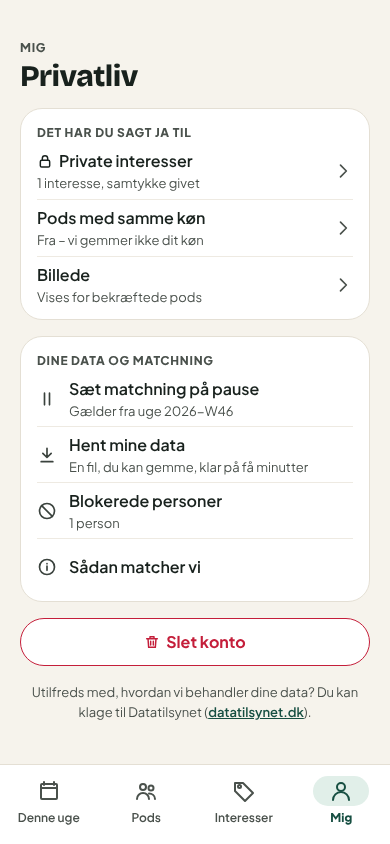 MIG
Privatliv
DET HAR DU SAGT JA TIL
Private interesser
1 interesse, samtykke givet
Pods med samme køn
Fra – vi gemmer ikke dit køn
Billede
Vises for bekræftede pods
DINE DATA OG MATCHNING
Sæt matchning på pause
Gælder fra uge 2026-W46
Hent mine data
En fil, du kan gemme, klar på få minutter
Blokerede personer
1 person
Sådan matcher vi
Slet konto
Utilfreds med, hvordan vi behandler dine data? Du kan
klage til Datatilsynet (datatilsynet.dk).
Denne uge
Pods
Interesser
Mig